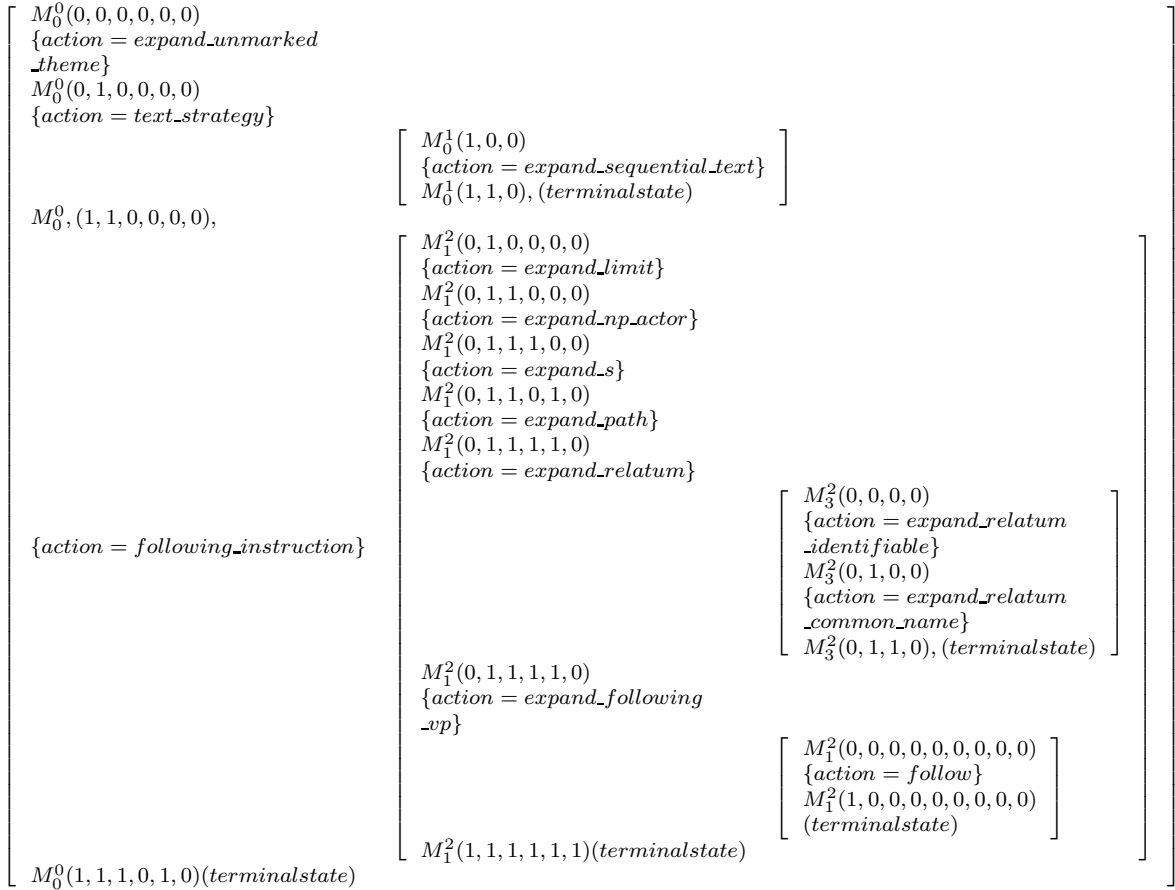 M_0^0(0, 0, 0, 0, 0, 0)
{action = expand_unmarked
_theme}
M_0^0(0, 1, 0, 0, 0, 0)
{action = text_strategy}
M_0^1(1, 0, 0)
{action = expand_sequential_text}
M_0^1(1, 1, 0), (terminalstate)
M_0^0, (1, 1, 0, 0, 0, 0),
M_1^2(0, 1, 0, 0, 0, 0)
{action = expand_limit}
M_1^2(0, 1, 1, 0, 0, 0)
{action = expand_np_actor}
M_1^2(0, 1, 1, 1, 0, 0)
{action = expand_s}
M_1^2(0, 1, 1, 0, 1, 0)
{action = expand_path}
M_1^2(0, 1, 1, 1, 1, 0)
{action = expand_relatum}
M_3^2(0, 0, 0, 0)
{action = expand_relatum
{action = following_instruction}
_identifiable}
M_3^2(0, 1, 0, 0)
{action = expand_relatum
_common_name}
M_3^2(0, 1, 1, 0), (terminalstate)
M_1^2(0, 1, 1, 1, 1, 0)
{action = expand_following
_vp}
M_1^2(0, 0, 0, 0, 0, 0, 0, 0, 0)
{action = follow}
M_1^2(1, 0, 0, 0, 0, 0, 0, 0, 0)
(terminalstate)
M_1^2(1, 1, 1, 1, 1, 1)(terminalstate)
M_0^0(1, 1, 1, 0, 1, 0)(terminalstate)